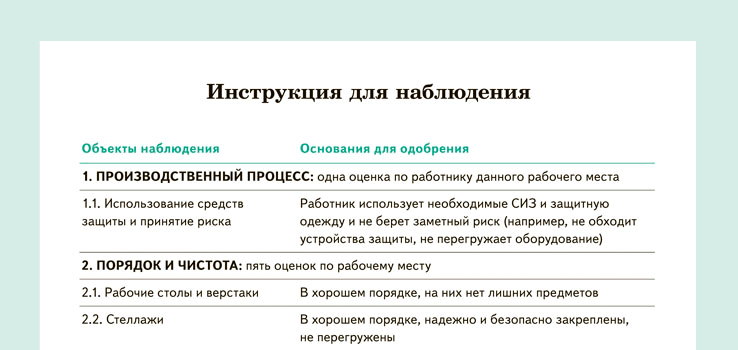 Инструкция для наблюдения
Объекты наблюдения Основания для одобрения
1. ПРОИЗВОДСТВЕННЫЙ ПРОЦЕСС: одна оценка по работнику данного рабочего места
1.1. Использование средств Работник использует необходимые СИЗ и защитную
защиты и принятие риска одежду и не берет заметный риск (например, не обходит
устройства защиты, не перегружает оборудование)
2. ПОРЯДОК И ЧИСТОТА: пять оценок по рабочему месту
2.1. Рабочие столы и верстаки В хорошем порядке, на них нет лишних предметов
2.2. Стеллажи В хорошем порядке, надежно и безопасно закреплены,
не перегружены